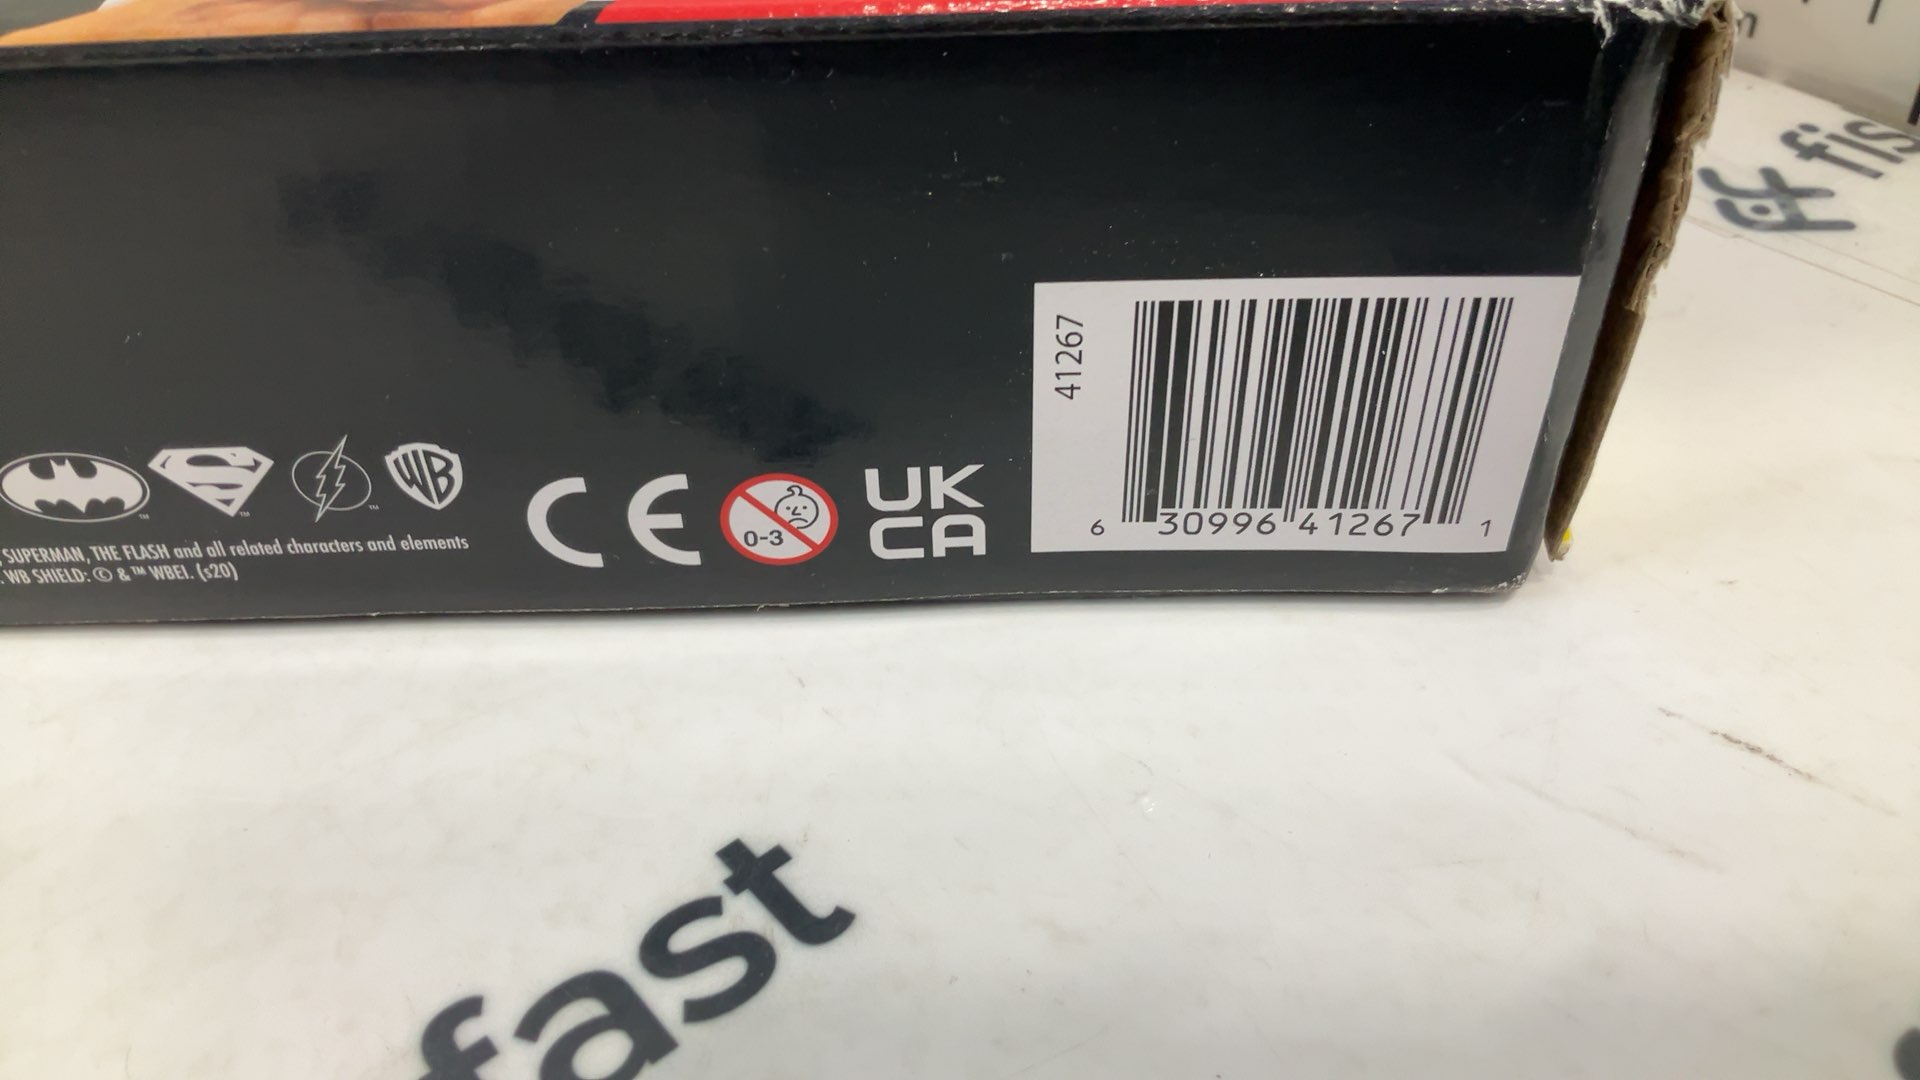 41267
6 30996 41267 1
WB
SUPERMAN, THE FLASH and all related characters and elements
WB SHIELD: © & ™ WBEI. (s20)
CE
0-3
UK
CA
fast